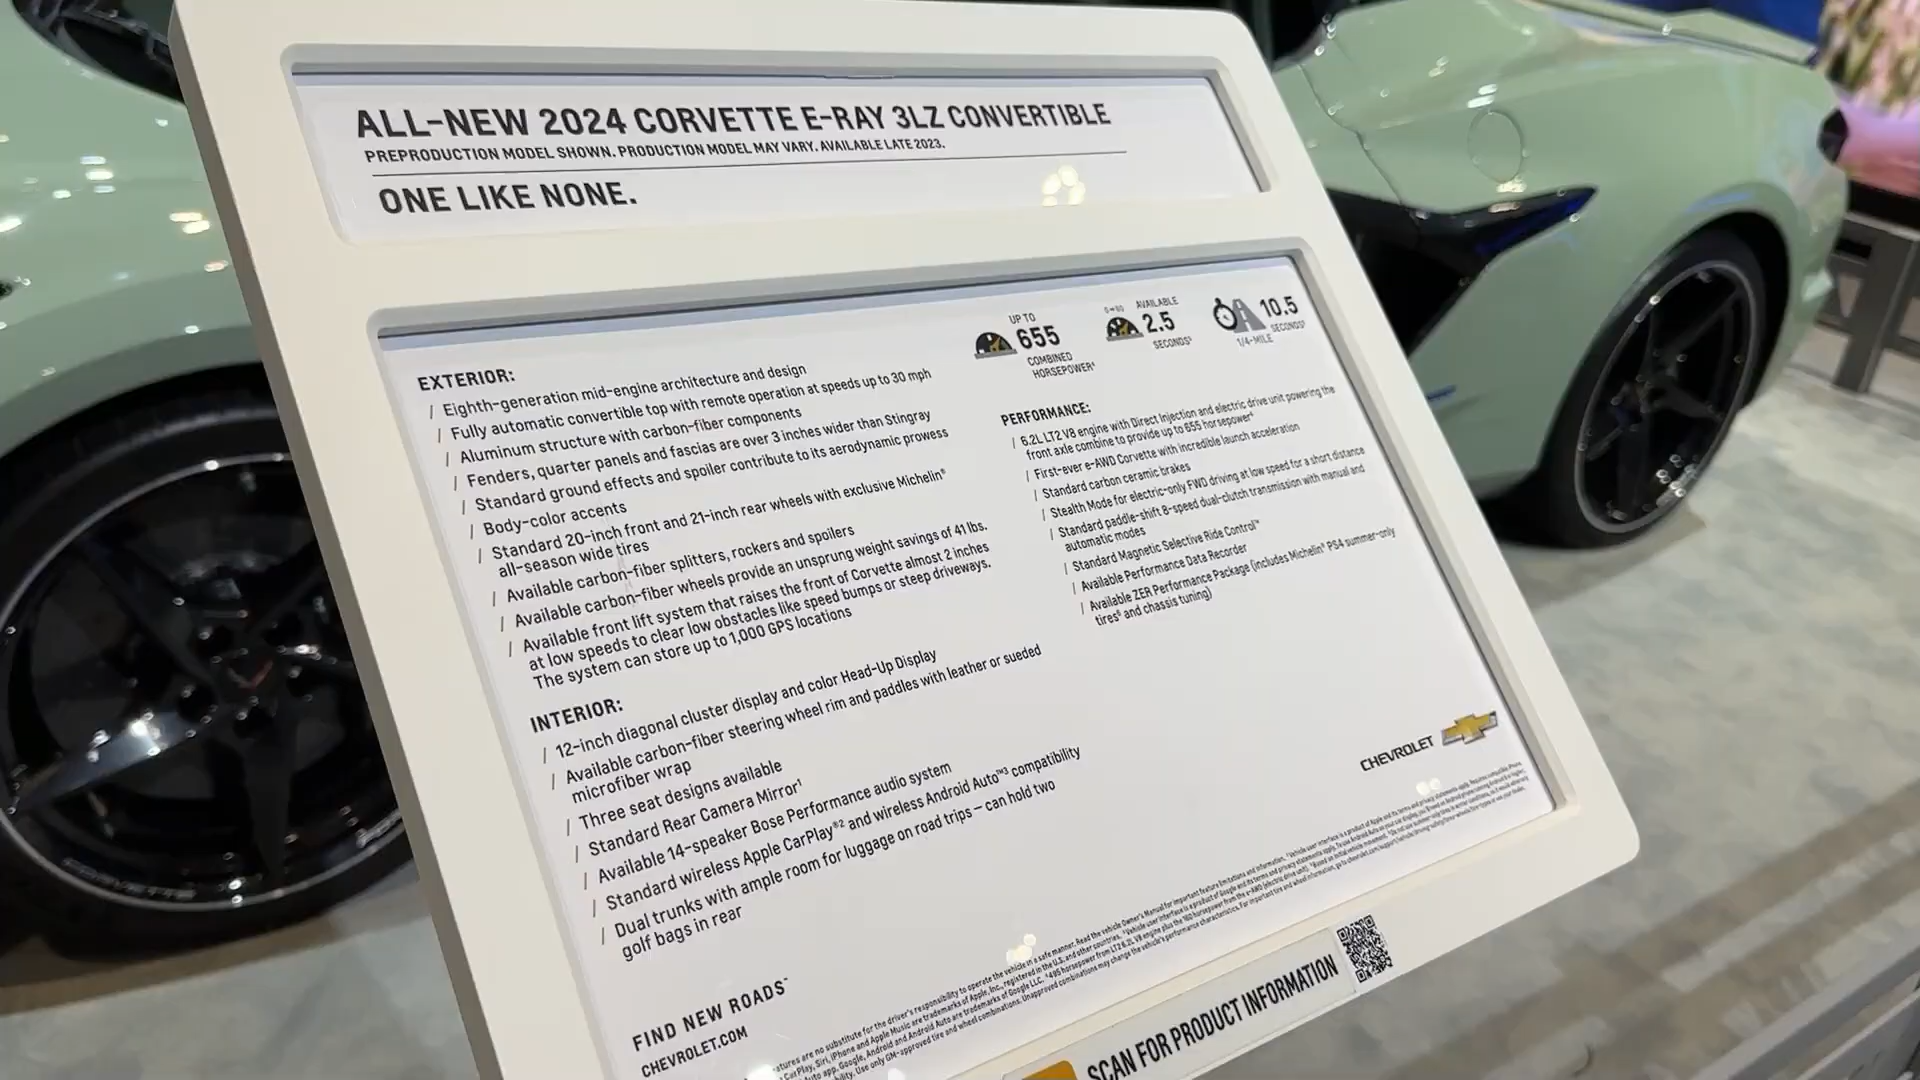 ALL-NEW 2024 CORVETTE E-RAY 3LZ CONVERTIBLE
PREPRODUCTION MODEL SHOWN. PRODUCTION MODEL MAY VARY. AVAILABLE LATE 2023.
ONE LIKE NONE.
UP TO
655
COMBINED
HORSEPOWER⁴
0-60
AVAILABLE
2.5
SECONDS⁵
10.5
SECONDS⁵
1/4-MILE
EXTERIOR:
/ Eighth-generation mid-engine architecture and design
/ Fully automatic convertible top with remote operation at speeds up to 30 mph
/ Aluminum structure with carbon-fiber components
/ Fenders, quarter panels and fascias are over 3 inches wider than Stingray
/ Standard ground effects and spoiler contribute to its aerodynamic prowess
/ Body-color accents
/ Standard 20-inch front and 21-inch rear wheels with exclusive Michelin®
all-season wide tires
/ Available carbon-fiber splitters, rockers and spoilers
/ Available carbon-fiber wheels provide an unsprung weight savings of 41 lbs.
/ Available front lift system that raises the front of Corvette almost 2 inches
at low speeds to clear low obstacles like speed bumps or steep driveways.
The system can store up to 1,000 GPS locations
INTERIOR:
/ 12-inch diagonal cluster display and color Head-Up Display
/ Available carbon-fiber steering wheel rim and paddles with leather or sueded
microfiber wrap
/ Three seat designs available
/ Standard Rear Camera Mirror¹
/ Available 14-speaker Bose Performance audio system
/ Standard wireless Apple CarPlay®² and wireless Android Auto™³ compatibility
/ Dual trunks with ample room for luggage on road trips – can hold two
golf bags in rear
PERFORMANCE:
/ 6.2L LT2 V8 engine with Direct Injection and electric drive unit powering the
front axle combine to provide up to 655 horsepower⁴
/ First-ever e-AWD Corvette with incredible launch acceleration
/ Standard carbon ceramic brakes
/ Stealth Mode for electric-only FWD driving at low speed for a short distance
/ Standard paddle-shift 8-speed dual-clutch transmission with manual and
automatic modes
/ Standard Magnetic Selective Ride Control™
/ Available Performance Data Recorder
/ Available ZER Performance Package (includes Michelin® PS4 summer-only
tires⁶ and chassis tuning)
CHEVROLET
FIND NEW ROADS™
CHEVROLET.COM
SCAN FOR PRODUCT INFORMATION